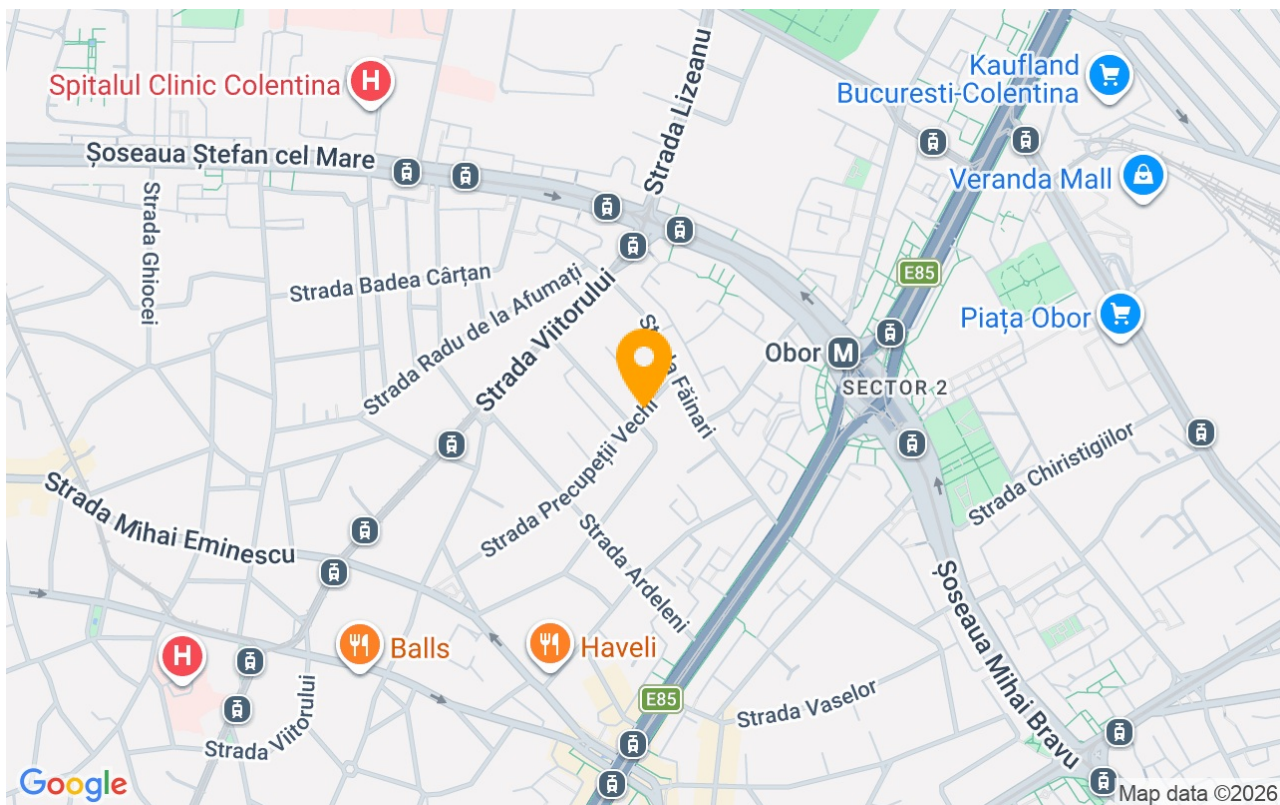 Spitalul Clinic Colentina
H
Șoseaua Ștefan cel Mare
Strada Lizeanu
Kaufland
Bucuresti-Colentina
Veranda Mall
Strada Ghiocei
Strada Badea Cârțan
Strada Radu de la Afumați
Strada Viitorului
E85
Piața Obor
Obor
M
SECTOR 2
Strada Precupeții Vechi
Strada Mihai Eminescu
Strada Ardeleni
Strada Chiristigiilor
Șoseaua Mihai Bravu
H
Balls
Haveli
E85
Strada Vaselor
Strada Viitorului
Google
Map data ©2026